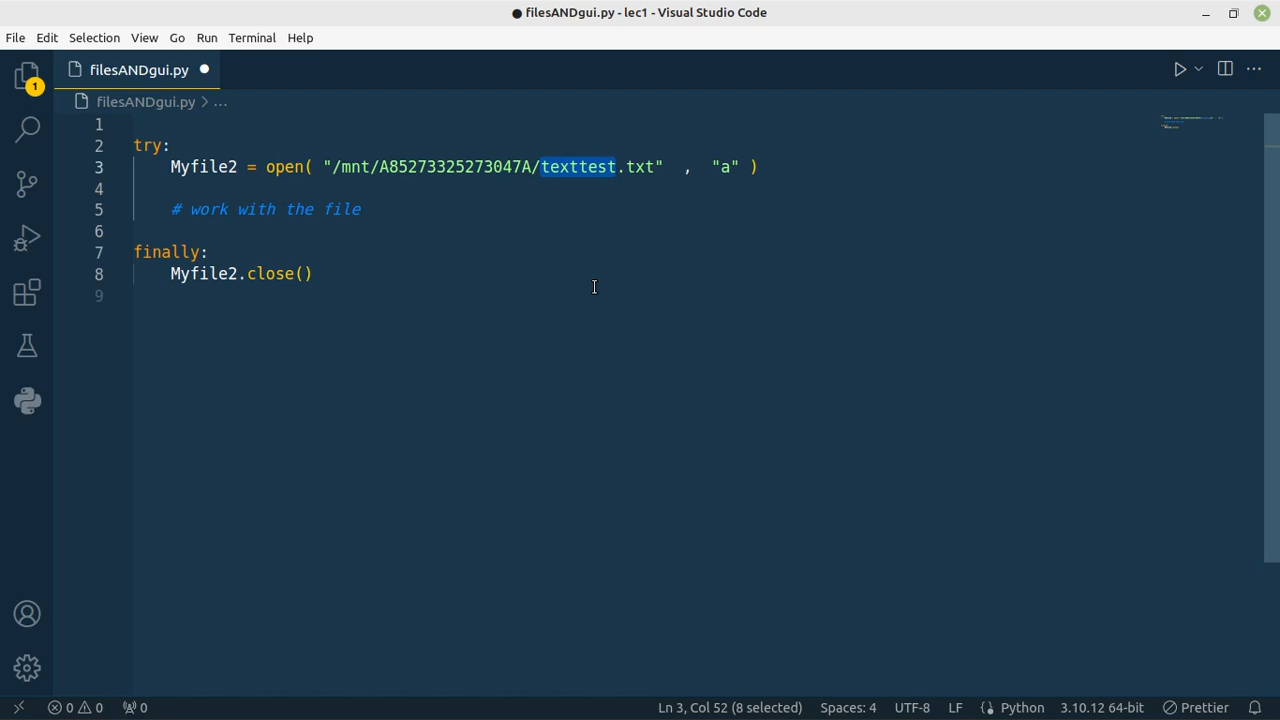 filesANDgui.py - lec1 - Visual Studio Code
File Edit Selection View Go Run Terminal Help
filesANDgui.py
1
filesANDgui.py > ...
1
2 try:
3 Myfile2 = open( "/mnt/A85273325273047A/texttest.txt" , "a" )
4
5 # work with the file
6
7 finally:
8 Myfile2.close()
9
0 0 0 Ln 3, Col 52 (8 selected) Spaces: 4 UTF-8 LF Python 3.10.12 64-bit Prettier